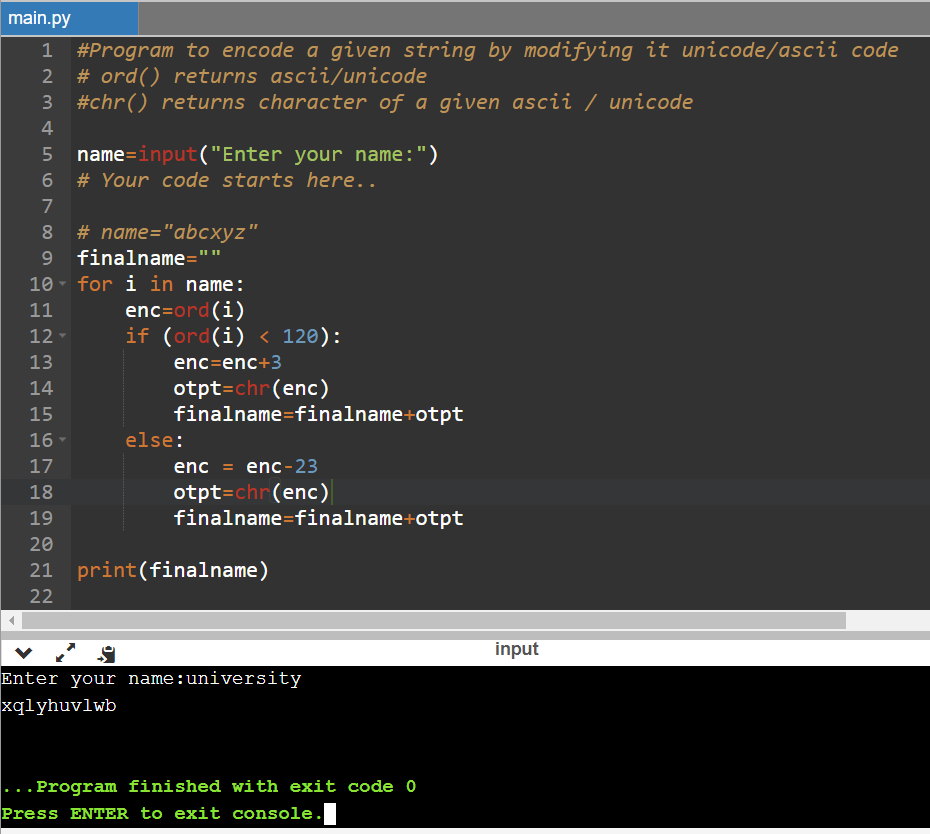 main.py
1 #Program to encode a given string by modifying it unicode/ascii code
2 # ord() returns ascii/unicode
3 #chr() returns character of a given ascii / unicode
4
5 name=input("Enter your name:")
6 # Your code starts here..
7
8 # name="abcxyz"
9 finalname=""
10 for i in name:
11     enc=ord(i)
12     if (ord(i) < 120):
13         enc=enc+3
14         otpt=chr(enc)
15         finalname=finalname+otpt
16     else:
17         enc = enc-23
18         otpt=chr(enc)
19         finalname=finalname+otpt
20
21 print(finalname)
22
input
Enter your name:university
xqlyhuvlwb
...Program finished with exit code 0
Press ENTER to exit console.